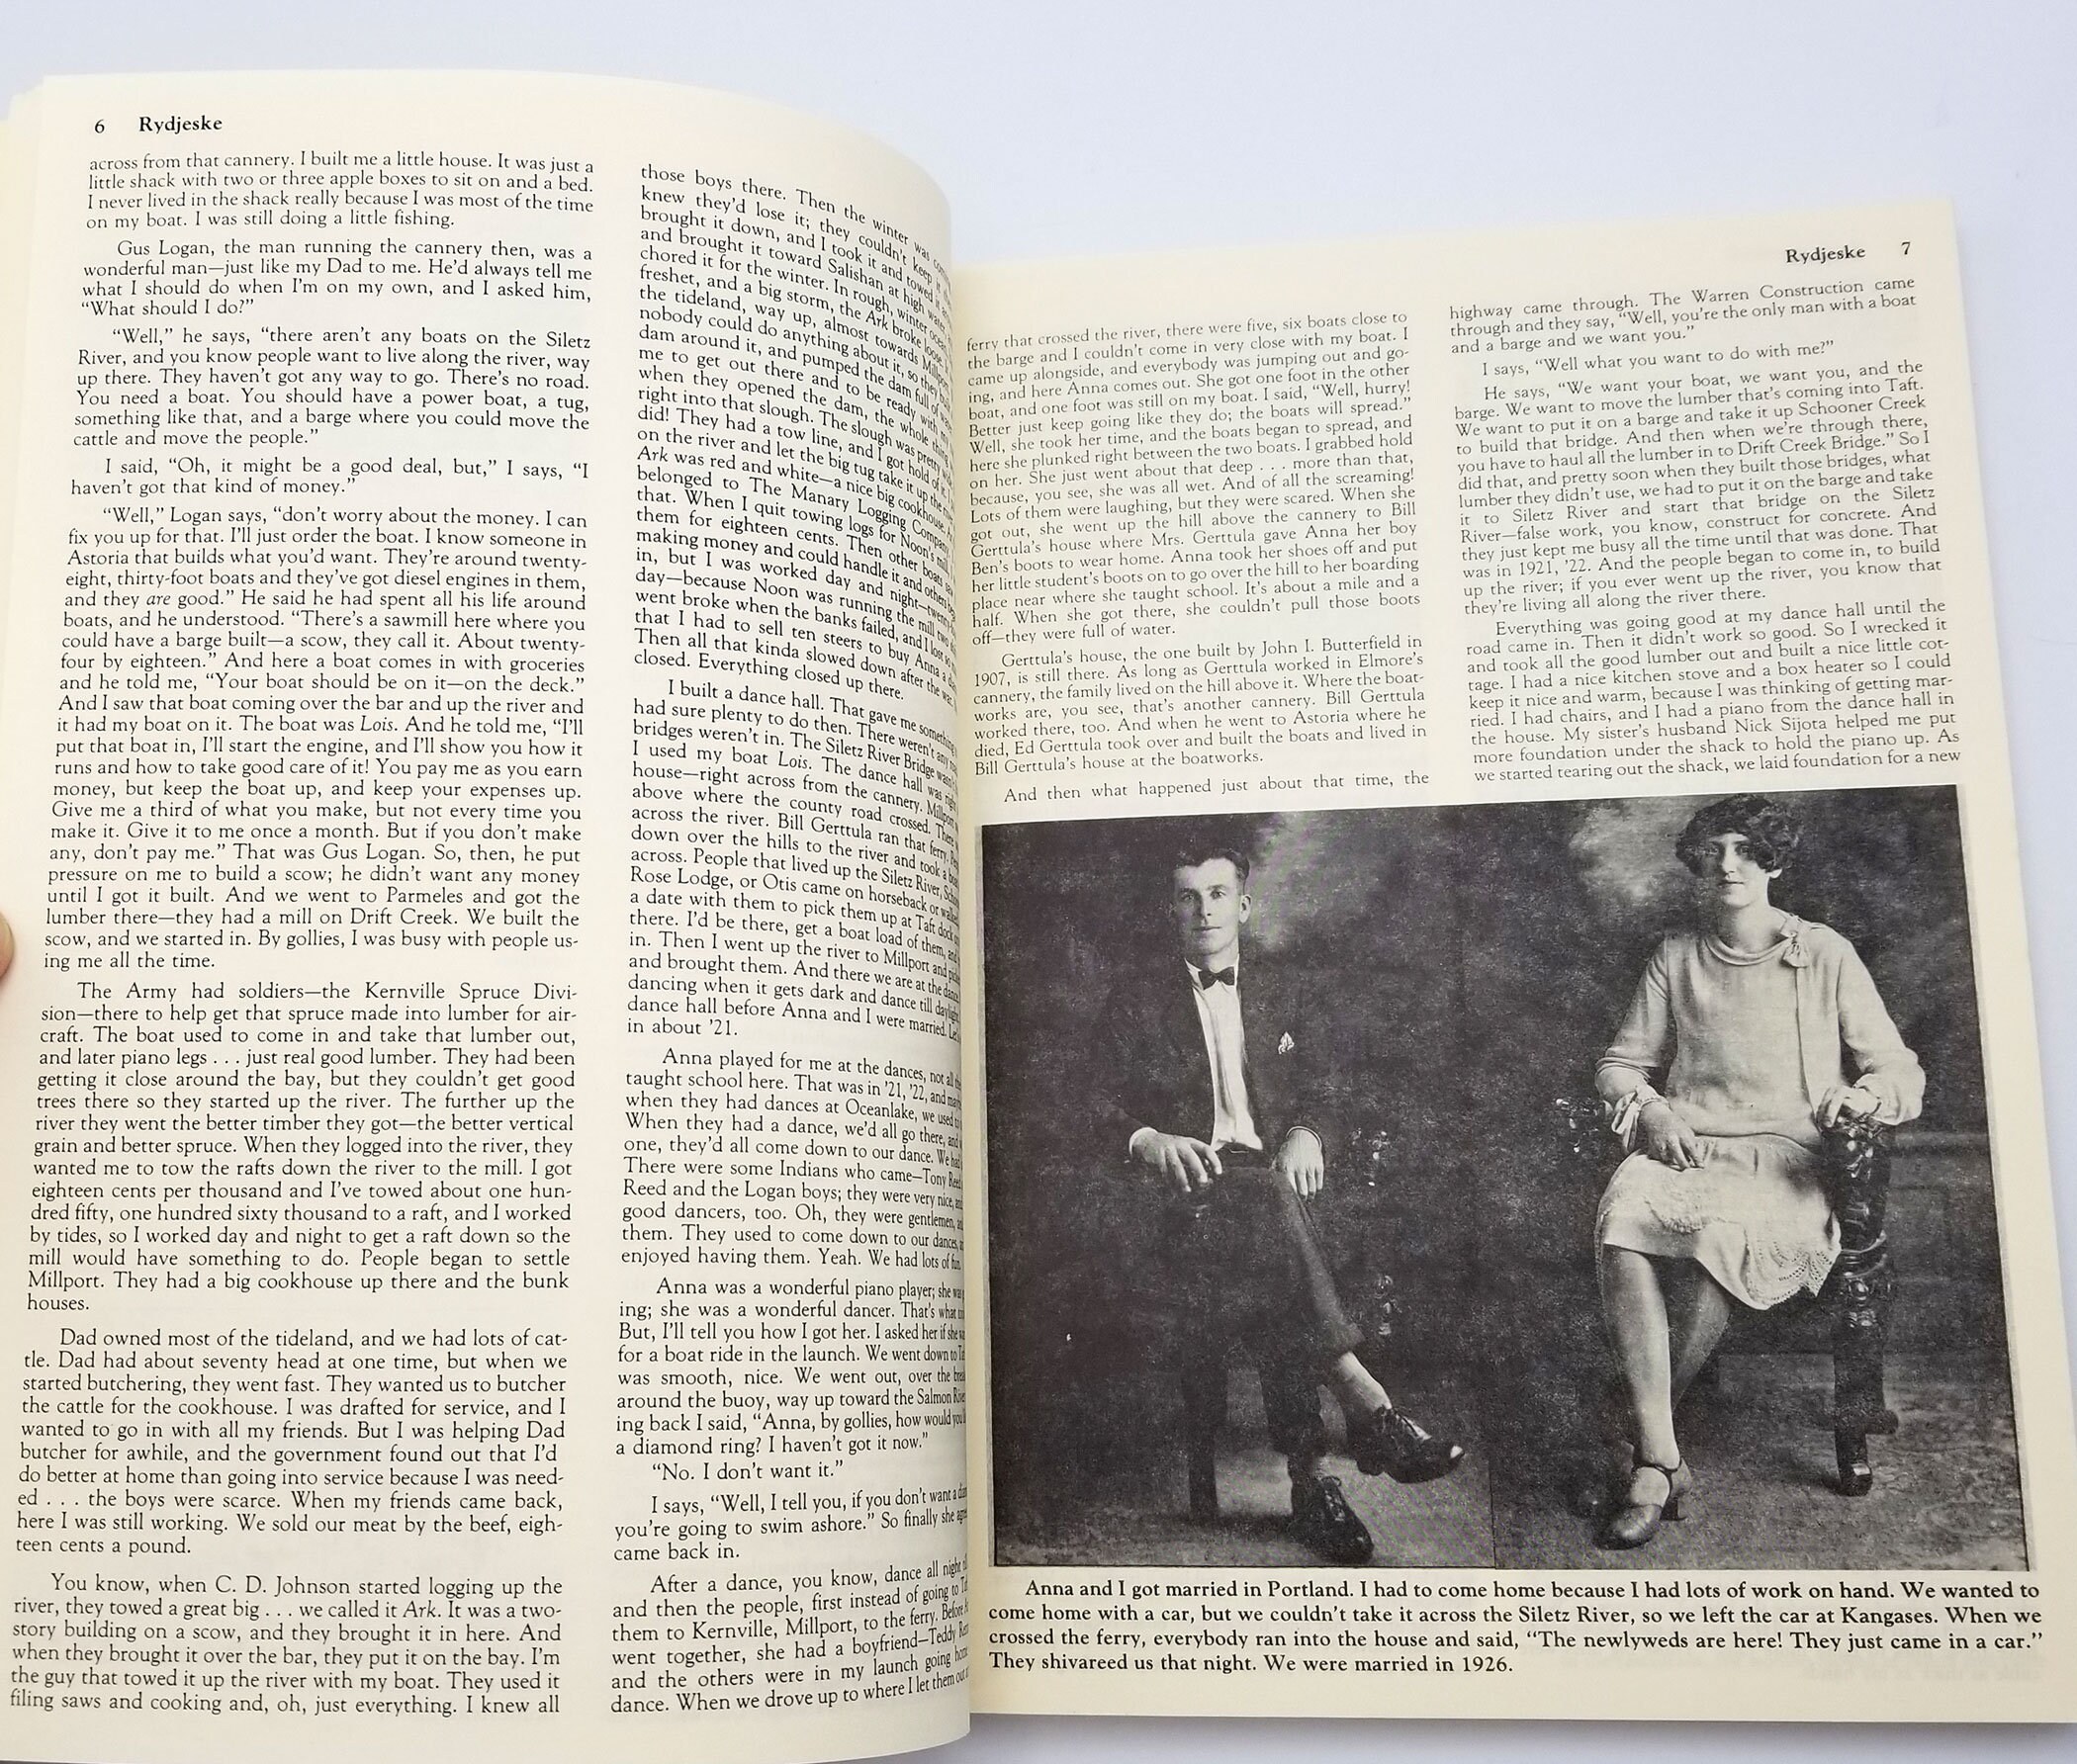 6 Rydjeske
across from that cannery. I built me a little house. It was just a
little shack with two or three apple boxes to sit on and a bed.
I never lived in the shack really because I was most of the time
on my boat. I was still doing a little fishing.
Gus Logan, the man running the cannery then, was a
wonderful man—just like my Dad to me. He'd always tell me
what I should do when I'm on my own, and I asked him,
“What should I do?”
“Well,” he says, “there aren't any boats on the Siletz
River, and you know people want to live along the river, way
up there. They haven't got any way to go. There's no road.
You need a boat. You should have a power boat, a tug,
something like that, and a barge where you could move the
cattle and move the people.”
I said, “Oh, it might be a good deal, but,” I says, “I
haven't got that kind of money.”
“Well,” Logan says, “don't worry about the money. I can
fix you up for that. I'll just order the boat. I know someone in
Astoria that builds what you'd want. They're around twenty-
eight, thirty-foot boats and they've got diesel engines in them,
and they are good.” He said he had spent all his life around
boats, and he understood. “There's a sawmill here where you
could have a barge built—a scow, they call it. About twenty-
four by eighteen.” And here a boat comes in with groceries
and he told me, “Your boat should be on it—on the deck.”
And I saw that boat coming over the bar and up the river and
it had my boat on it. The boat was Lois. And he told me, “I'll
put that boat in, I'll start the engine, and I'll show you how it
runs and how to take good care of it! You pay me as you earn
money, but keep the boat up, and keep your expenses up.
Give me a third of what you make, but not every time you
make it. Give it to me once a month. But if you don't make
any, don't pay me.” That was Gus Logan. So, then, he put
pressure on me to build a scow; he didn't want any money
until I got it built. And we went to Parmeles and got the
lumber there—they had a mill on Drift Creek. We built the
scow, and we started in. By gollies, I was busy with people us-
ing me all the time.
The Army had soldiers—the Kernville Spruce Divi-
sion—there to help get that spruce made into lumber for air-
craft. The boat used to come in and take that lumber out,
and later piano legs . . . just real good lumber. They had been
getting it close around the bay, but they couldn't get good
trees there so they started up the river. The further up the
river they went the better timber they got—the better vertical
grain and better spruce. When they logged into the river, they
wanted me to tow the rafts down the river to the mill. I got
eighteen cents per thousand and I've towed about one hun-
dred fifty, one hundred sixty thousand to a raft, and I worked
by tides, so I worked day and night to get a raft down so the
mill would have something to do. People began to settle
Millport. They had a big cookhouse up there and the bunk
houses.
Dad owned most of the tideland, and we had lots of cat-
tle. Dad had about seventy head at one time, but when we
started butchering, they went fast. They wanted us to butcher
the cattle for the cookhouse. I was drafted for service, and I
wanted to go in with all my friends. But I was helping Dad
butcher for awhile, and the government found out that I'd
do better at home than going into service because I was need-
ed . . . the boys were scarce. When my friends came back,
here I was still working. We sold our meat by the beef, eigh-
teen cents a pound.
You know, when C. D. Johnson started logging up the
river, they towed a great big . . . we called it Ark. It was a two-
story building on a scow, and they brought it in here. And
when they brought it over the bar, they put it on the bay. I'm
the guy that towed it up the river with my boat. They used it
filing saws and cooking and, oh, just everything. I knew all
those boys there. Then the winter was
knew they'd lose it; they couldn't keep it
brought it down, and I took it and towed it
and brought it toward Salishan at high water
chored it for the winter. In rough, winter
freshet, and a big storm, the Ark broke loose
the tideland, way up, almost towards
nobody could do anything about it, so they
dam around it, and pumped the dam full of
me to get out there and to be ready with
when they opened the dam, the whole thing
right into that slough. The slough was pretty
did! They had a tow line, and I got hold of it
on the river and let the big tug take it up the
Ark was red and white—a nice big cookhouse.
belonged to The Manary Logging Company
that. When I quit towing logs for Noon's mill
them for eighteen cents. Then other boats
making money and could handle it and others
in, but I was worked day and night—twenty
day—because Noon was running the mill two
went broke when the banks failed, and I lost so
that I had to sell ten steers to buy Anna a
Then all that kinda slowed down after the war.
closed. Everything closed up there.
I built a dance hall. That gave me something
had sure plenty to do then. There weren't any
bridges weren't in. The Siletz River Bridge
I used my boat Lois. The dance hall was
house—right across from the cannery.
above where the county road crossed. There
across the river. Bill Gerttula ran that ferry.
down over the hills to the river and took a
across. People that lived up the Siletz River,
Rose Lodge, or Otis came on horseback or
a date with them to pick them up at Taft dock
there. I'd be there, get a boat load of them,
in. Then I went up the river to Millport and
and brought them. And there we are at the
dancing when it gets dark and dance till
dance hall before Anna and I were married.
in about '21.
Anna played for me at the dances, not all
taught school here. That was in '21, '22, and
when they had dances at Oceanlake, we used
When they had a dance, we'd all go there, and
one, they'd all come down to our dance. We had
There were some Indians who came—Tony
Reed and the Logan boys; they were very nice,
good dancers, too. Oh, they were gentlemen,
them. They used to come down to our dances,
enjoyed having them. Yeah. We had lots of fun.
Anna was a wonderful piano player; she was
ing; she was a wonderful dancer. That's what
But, I'll tell you how I got her. I asked her if she
for a boat ride in the launch. We went down to
was smooth, nice. We went out, over the
around the buoy, way up toward the Salmon
ing back I said, “Anna, by gollies, how would
a diamond ring? I haven't got it now.”
“No. I don't want it.”
I says, “Well, I tell you, if you don't want a
you're going to swim ashore.” So finally she
came back in.
After a dance, you know, dance all night
and then the people, first instead of going to
them to Kernville, Millport, to the ferry. Before
went together, she had a boyfriend—Teddy
and the others were in my launch going
dance. When we drove up to where I let them out
Rydjeske 7
ferry that crossed the river, there were five, six boats close to
the barge and I couldn't come in very close with my boat. I
came up alongside, and everybody was jumping out and go-
ing, and here Anna comes out. She got one foot in the other
boat, and one foot was still on my boat. I said, “Well, hurry!
Better just keep going like they do; the boats will spread.”
Well, she took her time, and the boats began to spread, and
here she plunked right between the two boats. I grabbed hold
on her. She just went about that deep . . . more than that,
because, you see, she was all wet. And of all the screaming!
Lots of them were laughing, but they were scared. When she
got out, she went up the hill above the cannery to Bill
Gerttula's house where Mrs. Gerttula gave Anna her boy
Ben's boots to wear home. Anna took her shoes off and put
her little student's boots on to go over the hill to her boarding
place near where she taught school. It's about a mile and a
half. When she got there, she couldn't pull those boots
off—they were full of water.
Gerttula's house, the one built by John I. Butterfield in
1907, is still there. As long as Gerttula worked in Elmore's
cannery, the family lived on the hill above it. Where the boat-
works are, you see, that's another cannery. Bill Gerttula
worked there, too. And when he went to Astoria where he
died, Ed Gerttula took over and built the boats and lived in
Bill Gerttula's house at the boatworks.
And then what happened just about that time, the
highway came through. The Warren Construction came
through and they say, “Well, you're the only man with a boat
and a barge and we want you.”
I says, “Well what you want to do with me?”
He says, “We want your boat, we want you, and the
barge. We want to move the lumber that's coming into Taft.
We want to put it on a barge and take it up Schooner Creek
to build that bridge. And then when we're through there,
you have to haul all the lumber in to Drift Creek Bridge.” So I
did that, and pretty soon when they built those bridges, what
lumber they didn't use, we had to put it on the barge and take
it to Siletz River and start that bridge on the Siletz
River—false work, you know, construct for concrete. And
they just kept me busy all the time until that was done. That
was in 1921, '22. And the people began to come in, to build
up the river; if you ever went up the river, you know that
they're living all along the river there.
Everything was going good at my dance hall until the
road came in. Then it didn't work so good. So I wrecked it
and took all the good lumber out and built a nice little cot-
tage. I had a nice kitchen stove and a box heater so I could
keep it nice and warm, because I was thinking of getting mar-
ried. I had chairs, and I had a piano from the dance hall in
the house. My sister's husband Nick Sijota helped me put
more foundation under the shack to hold the piano up. As
we started tearing out the shack, we laid foundation for a new
Anna and I got married in Portland. I had to come home because I had lots of work on hand. We wanted to
come home with a car, but we couldn't take it across the Siletz River, so we left the car at Kangases. When we
crossed the ferry, everybody ran into the house and said, “The newlyweds are here! They just came in a car.”
They shivareed us that night. We were married in 1926.